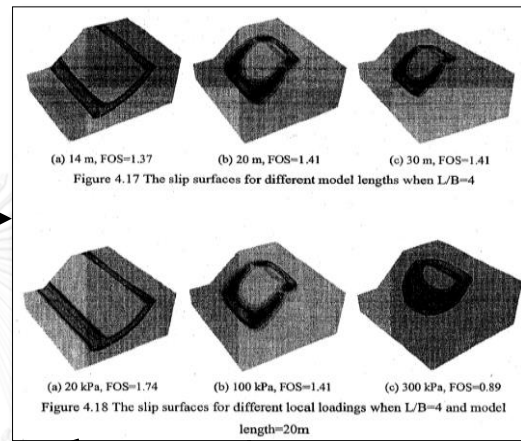 (a) 14 m, FOS=1.37 (b) 20 m, FOS=1.41 (c) 30 m, FOS=1.41
Figure 4.17 The slip surfaces for different model lengths when L/B=4
(a) 20 kPa, FOS=1.74 (b) 100 kPa, FOS=1.41 (c) 300 kPa, FOS=0.89
Figure 4.18 The slip surfaces for different local loadings when L/B=4 and model
length=20m